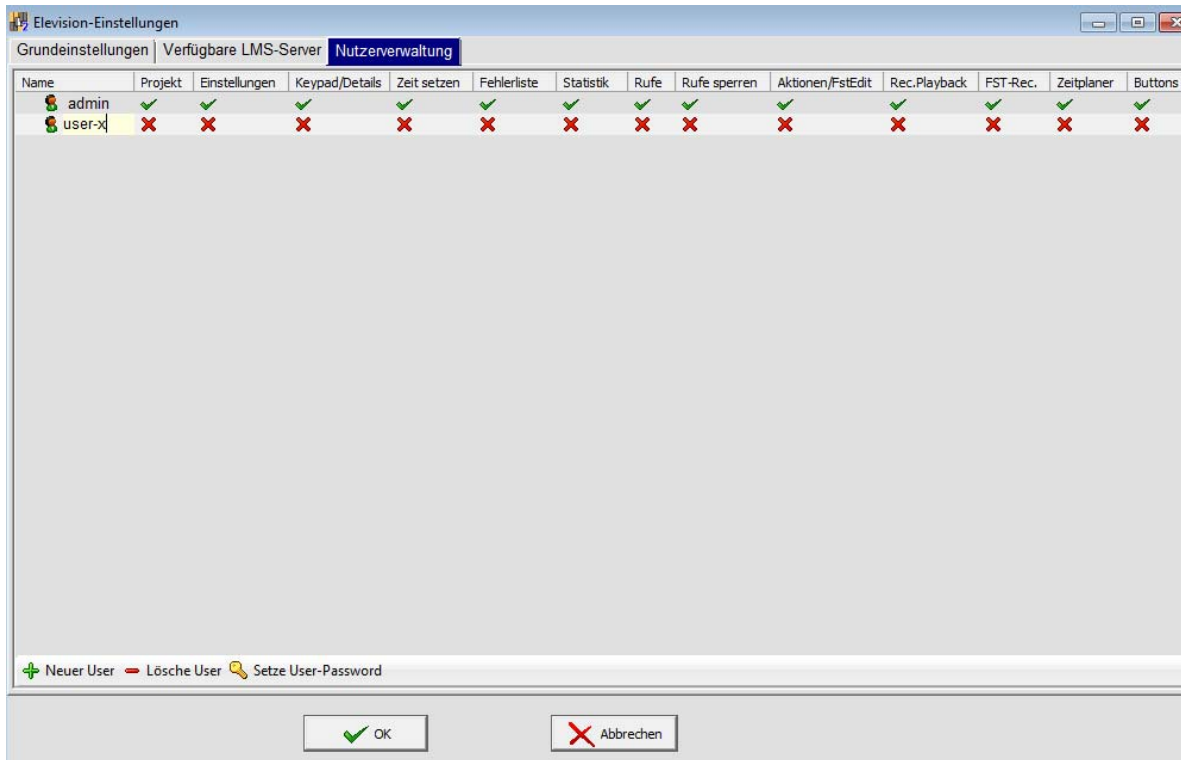 Elevision-Einstellungen
Grundeinstellungen Verfügbare LMS-Server Nutzerverwaltung
Name Projekt Einstellungen Keypad/Details Zeit setzen Fehlerliste Statistik Rufe Rufe sperren Aktionen/FstEdit Rec.Playback FST-Rec. Zeitplaner Buttons
admin
user-x
Neuer User Lösche User Setze User-Password
OK Abbrechen